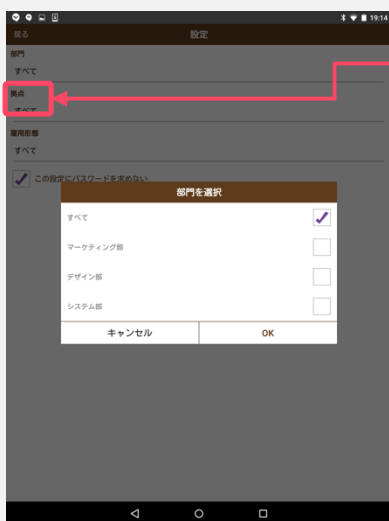 19:14
戻る
設定
部門
すべて
拠点
すべて
雇用形態
すべて
この設定にパスワードを求めない
部門を選択
すべて
マーケティング部
デザイン部
システム部
キャンセル
OK